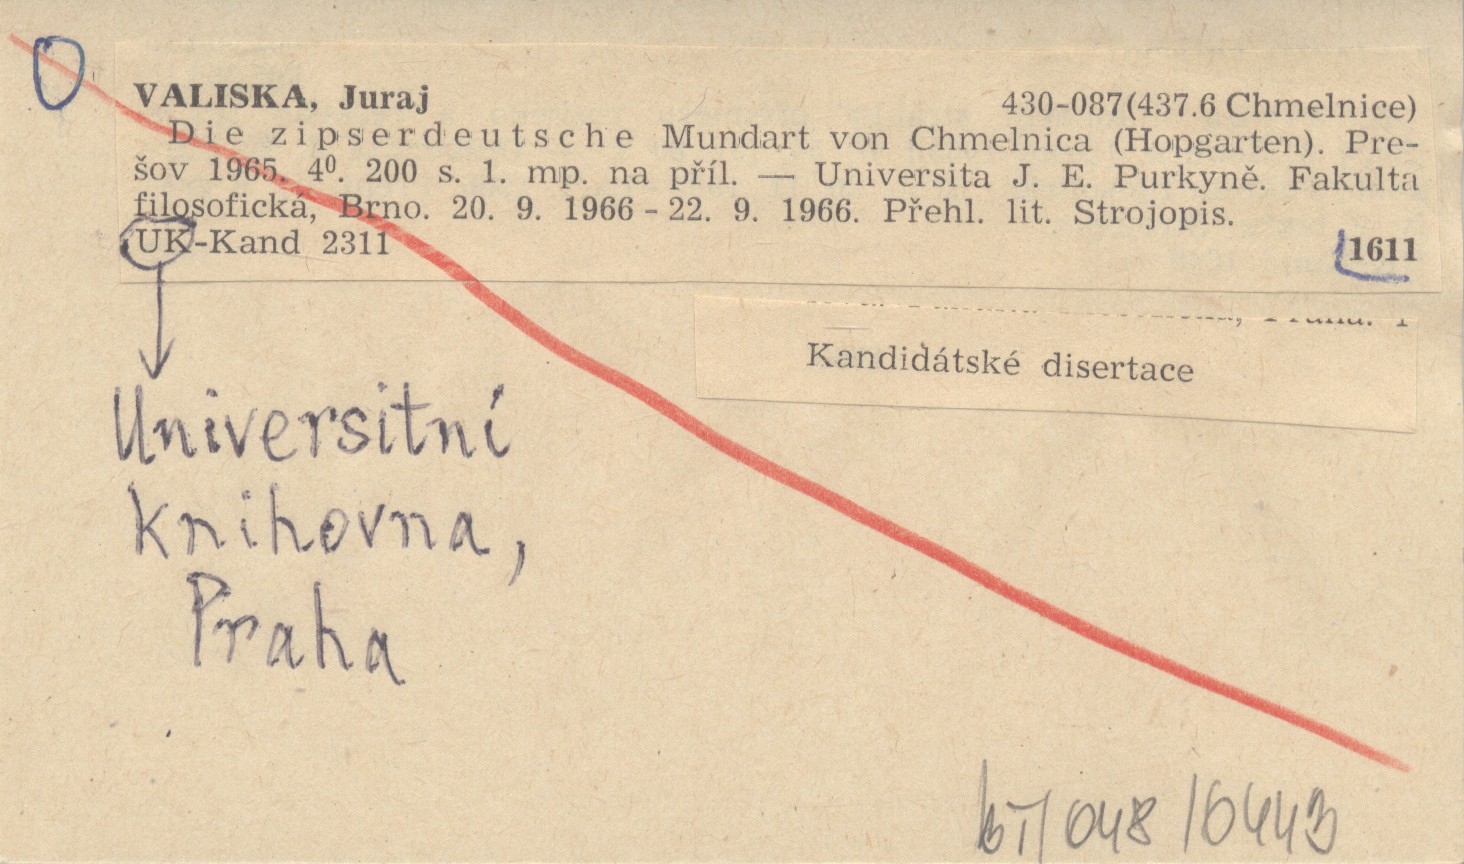 VALISKA, Juraj 430-087(437.6 Chmelnice)
Die zipserdeutsche Mundart von Chmelnica (Hopgarten). Pre-
šov 1965. 4⁰. 200 s. 1. mp. na příl. — Universita J. E. Purkyně. Fakulta
filosofická, Brno. 20. 9. 1966 - 22. 9. 1966. Přehl. lit. Strojopis.
UK-Kand 2311 1611
Kandidátské disertace
Universitní
knihovna,
Praha
/048/0443